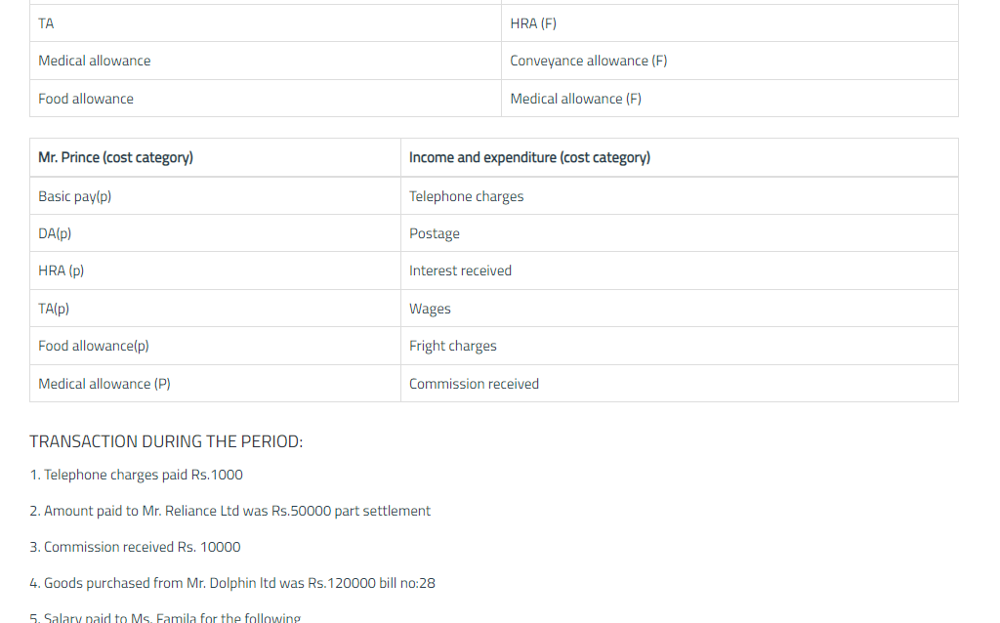 TA HRA (F)
Medical allowance Conveyance allowance (F)
Food allowance Medical allowance (F)
Mr. Prince (cost category) Income and expenditure (cost category)
Basic pay(p) Telephone charges
DA(p) Postage
HRA (p) Interest received
TA(p) Wages
Food allowance(p) Fright charges
Medical allowance (P) Commission received
TRANSACTION DURING THE PERIOD:
1. Telephone charges paid Rs.1000
2. Amount paid to Mr. Reliance Ltd was Rs.50000 part settlement
3. Commission received Rs. 10000
4. Goods purchased from Mr. Dolphin ltd was Rs.120000 bill no:28
5. Salary paid to Ms. Famila for the following